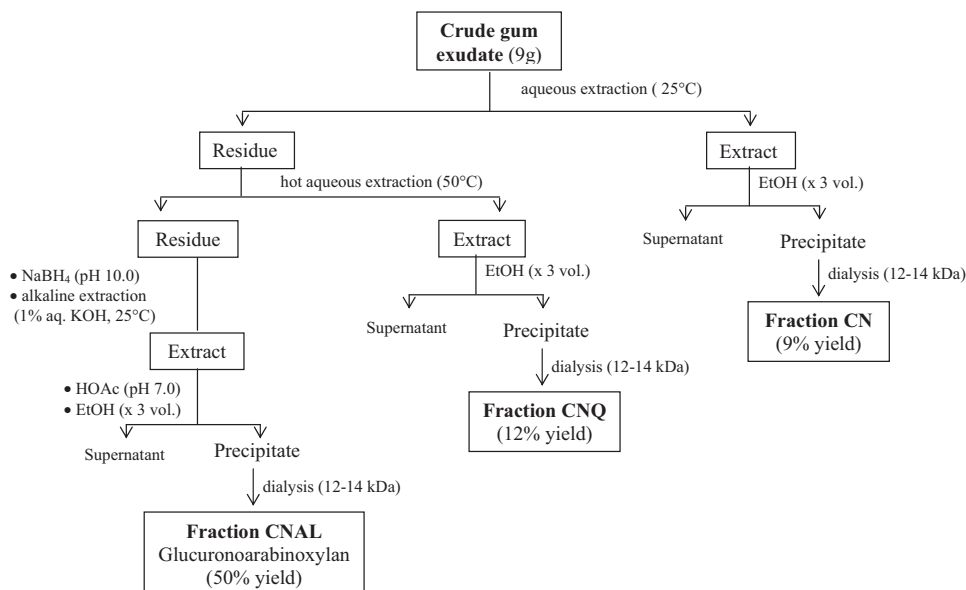 Crude gum
exudate (9g)
aqueous extraction ( 25°C)
Residue
Extract
hot aqueous extraction (50°C)
EtOH (x 3 vol.)
Residue
Extract
Supernatant
Precipitate
• NaBH₄ (pH 10.0)
• alkaline extraction
(1% aq. KOH, 25°C)
EtOH (x 3 vol.)
dialysis (12-14 kDa)
Supernatant
Precipitate
Fraction CN
(9% yield)
Extract
dialysis (12-14 kDa)
• HOAc (pH 7.0)
• EtOH (x 3 vol.)
Fraction CNQ
(12% yield)
Supernatant
Precipitate
dialysis (12-14 kDa)
Fraction CNAL
Glucuronoarabinoxylan
(50% yield)